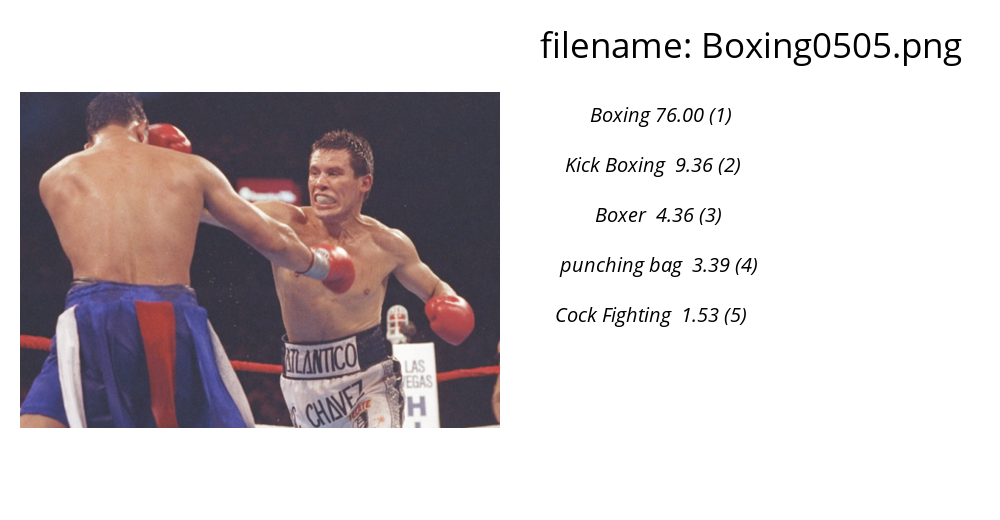 filename: Boxing0505.png
Boxing 76.00 (1)
Kick Boxing 9.36 (2)
Boxer 4.36 (3)
punching bag 3.39 (4)
Cock Fighting 1.53 (5)
ATLANTICO
CHAVEZ
LAS
VEGAS
H